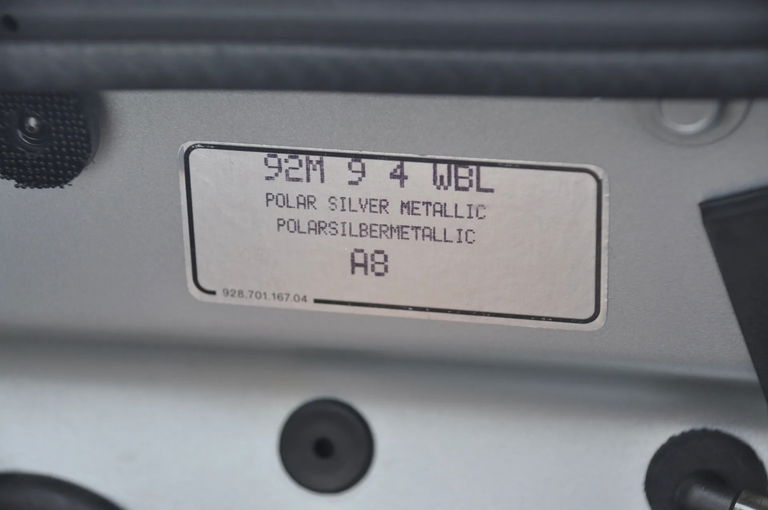 92M 9 4 WBL
POLAR SILVER METALLIC
POLARSILBERMETALLIC
A8
928.701.167.04